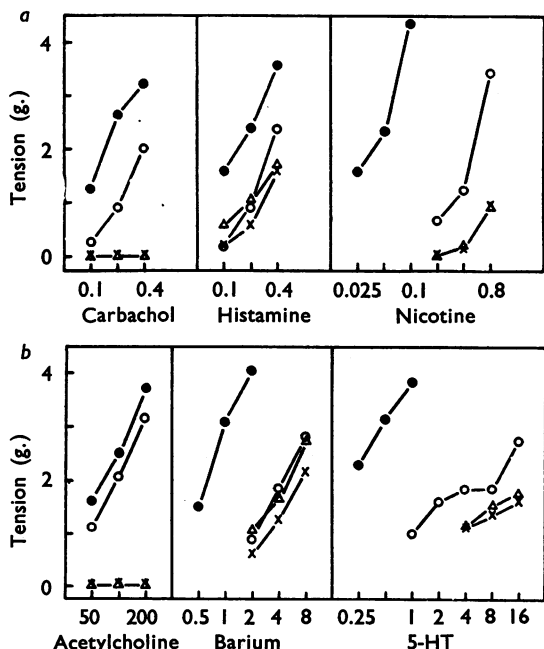 a
4
2
0
Tension (g.)
0.1 0.4 0.1 0.4 0.025 0.1 0.8
Carbachol Histamine Nicotine
b
4
2
0
Tension (g.)
50 200 0.5 1 2 4 8 0.25 1 2 4 8 16
Acetylcholine Barium 5-HT